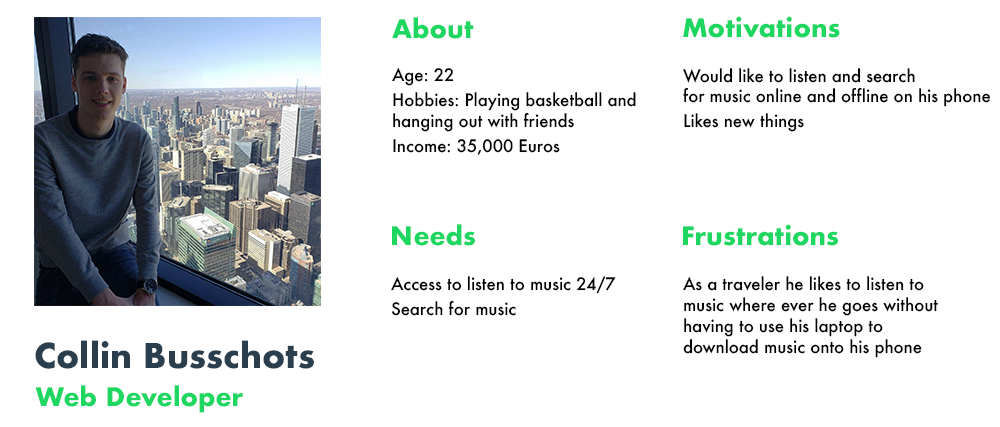 Collin Busschots
Web Developer
About
Age: 22
Hobbies: Playing basketball and
hanging out with friends
Income: 35,000 Euros
Motivations
Would like to listen and search
for music online and offline on his phone
Likes new things
Needs
Access to listen to music 24/7
Search for music
Frustrations
As a traveler he likes to listen to
music where ever he goes without
having to use his laptop to
download music onto his phone